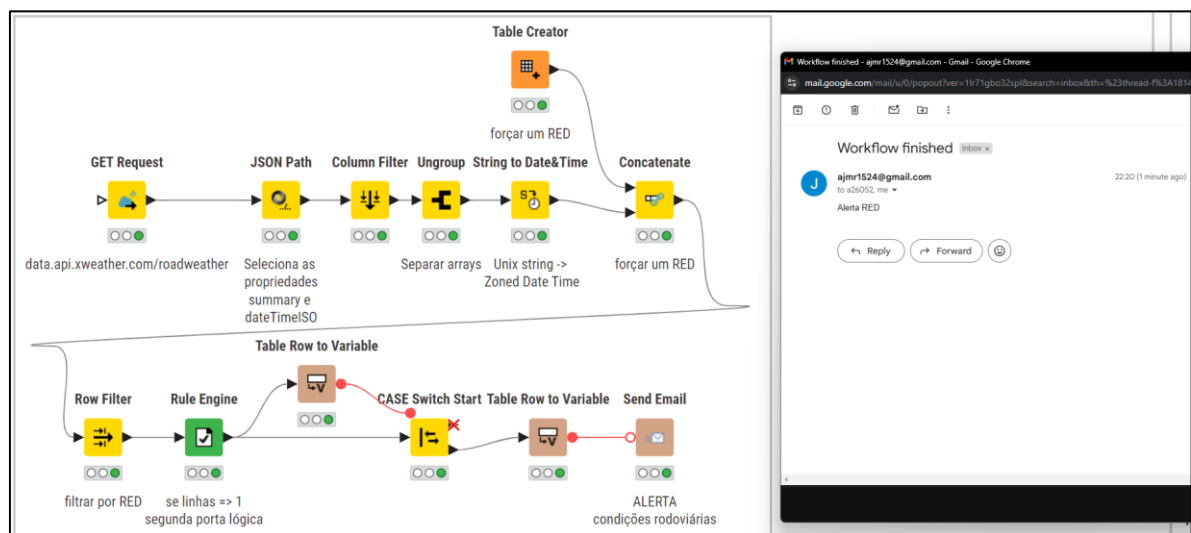 Table Creator
forçar um RED
GET Request
JSON Path
Column Filter
Ungroup
String to Date&Time
Concatenate
data.api.xweather.com/roadweather
Seleciona as
propriedades
summary e
dateTimeISO
Separar arrays
Unix string ->
Zoned Date Time
forçar um RED
Table Row to Variable
Row Filter
Rule Engine
CASE Switch Start
Table Row to Variable
Send Email
filtrar por RED
se linhas => 1
segunda porta lógica
ALERTA
condições rodoviárias
Workflow finished - ajmr1524@gmail.com - Gmail - Google Chrome
mail.google.com/mail/u/0/popout?ver=1lr71gbo32spl&search=inbox&th=%23thread-f%3A1814
Workflow finished Inbox x
J
ajmr1524@gmail.com 22:20 (1 minute ago)
to a26052, me
Alerta RED
Reply Forward